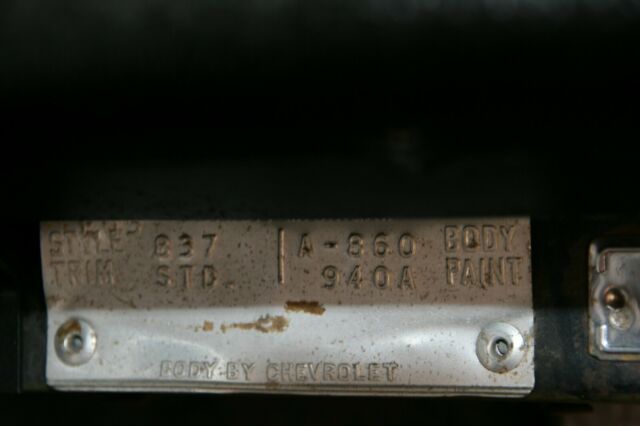 STYLE 837 A-860 BODY
TRIM STD. 940A PAINT
BODY BY CHEVROLET